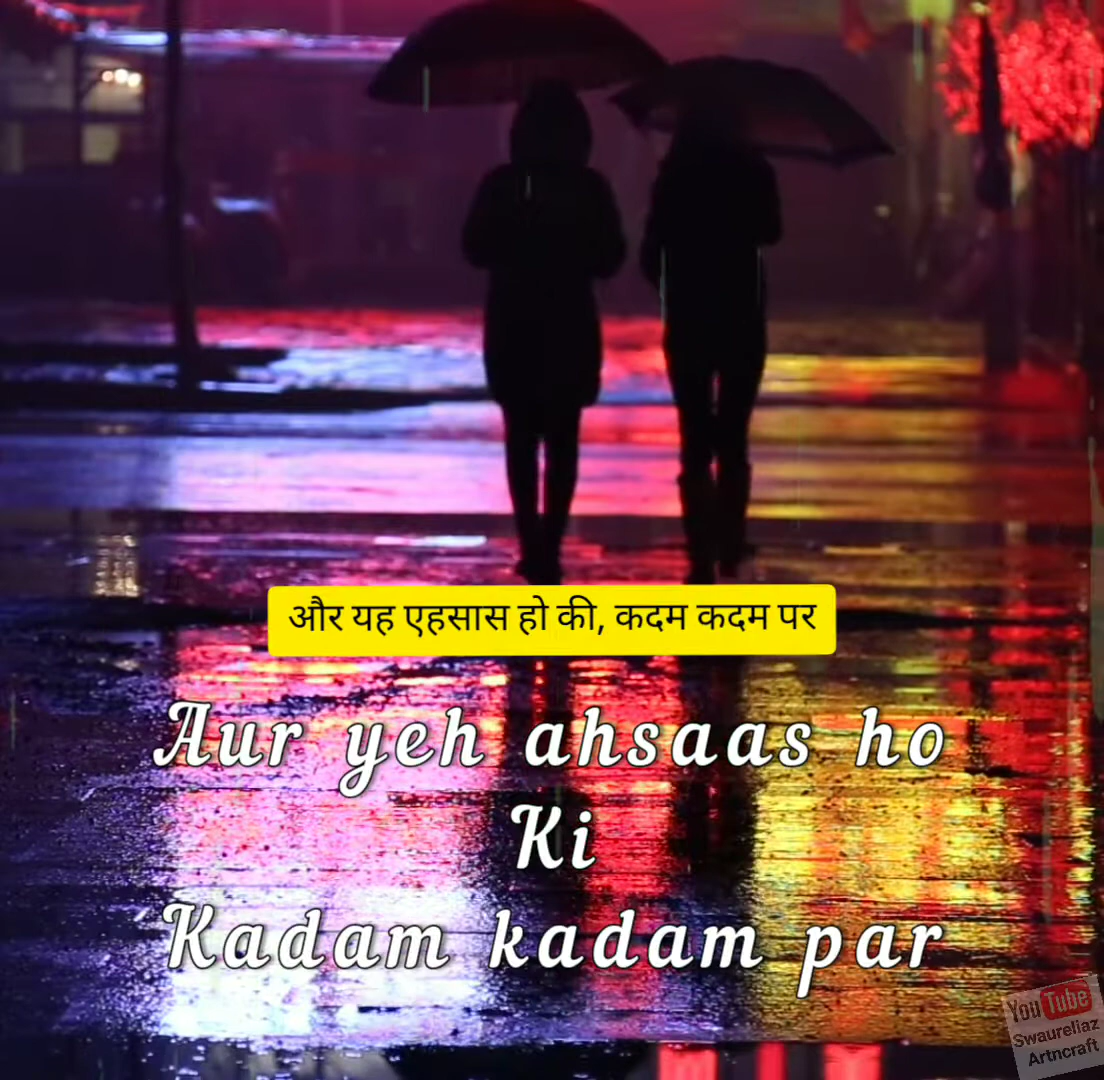 और यह एहसास हो की, कदम कदम पर
Aur yeh ahsaas ho
Ki
Kadam kadam par
YouTube
Swaureliaz
Artncraft